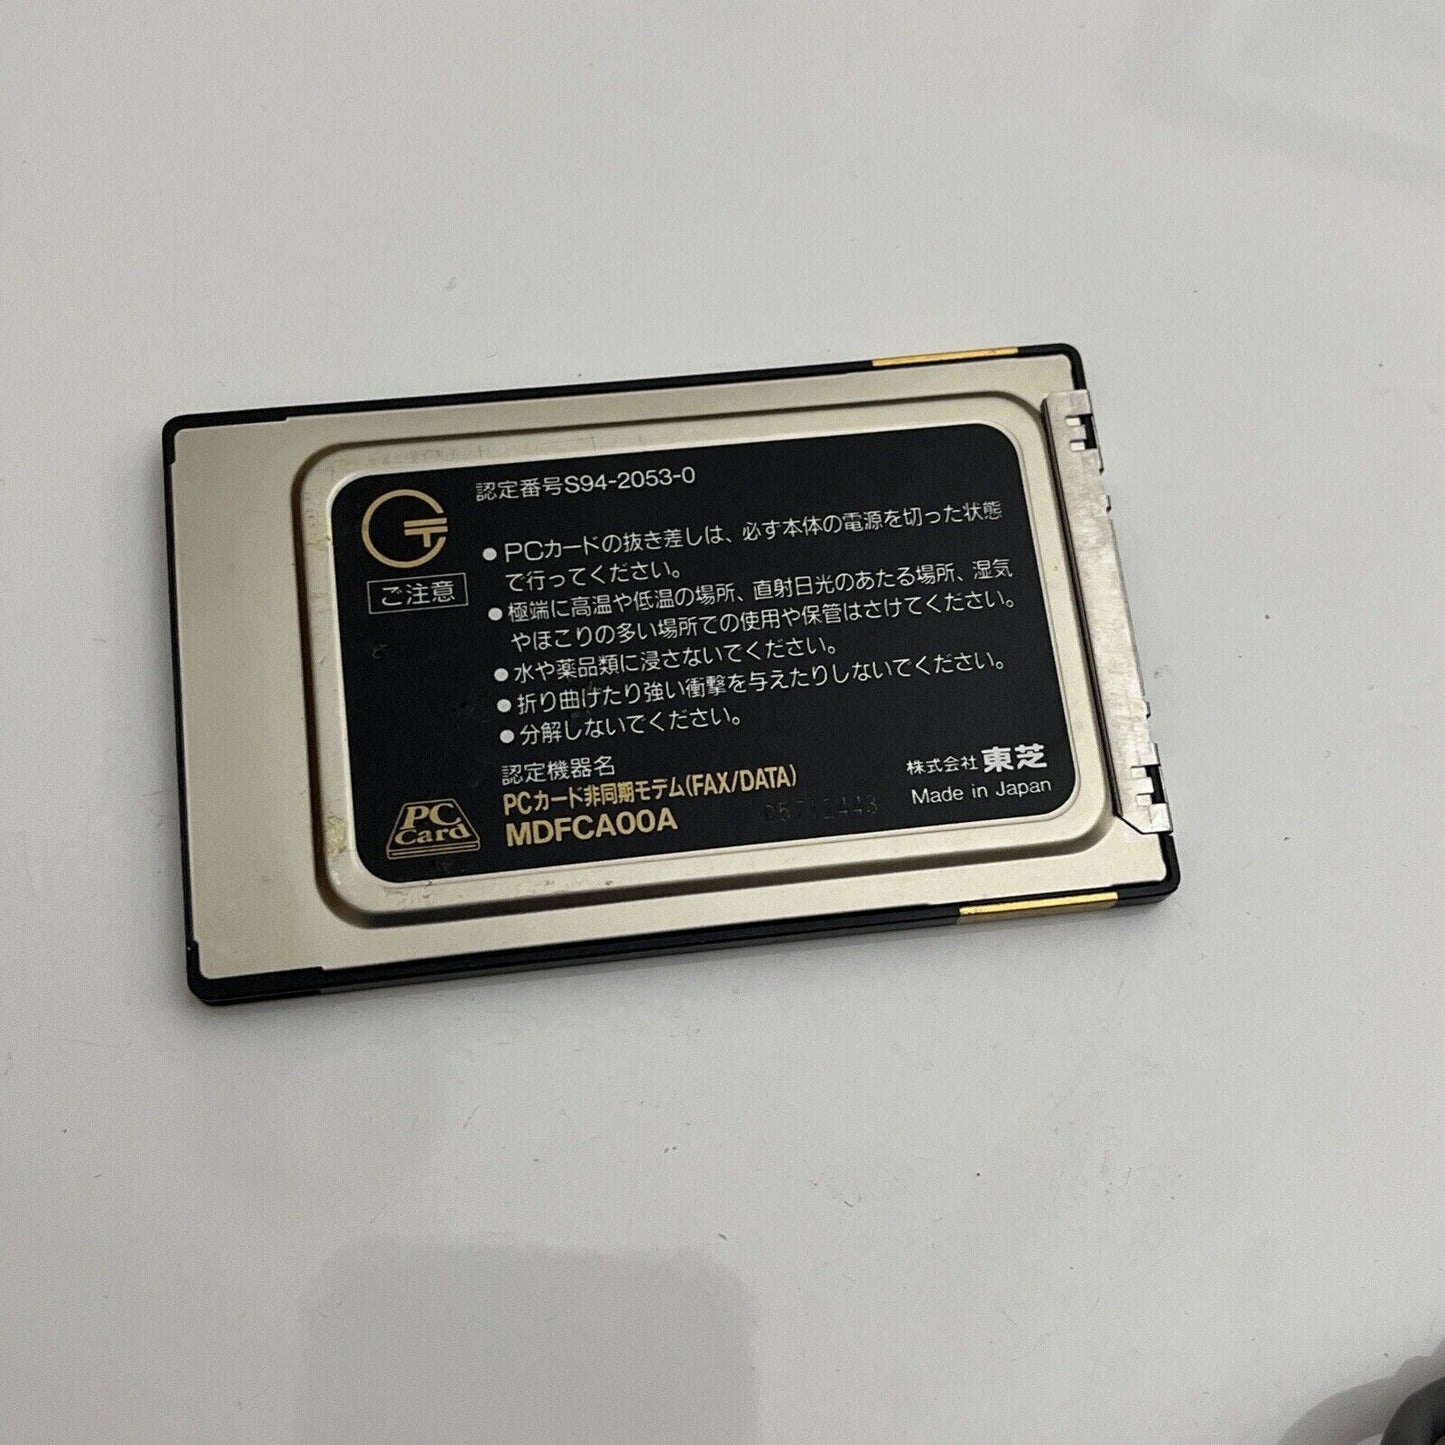 認定番号S94-2053-0
ご注意
●PCカードの抜き差しは、必ず本体の電源を切った状態
で行ってください。
●極端に高温や低温の場所、直射日光のあたる場所、湿気
やほこりの多い場所での使用や保管はさけてください。
●水や薬品類に浸さないでください。
●折り曲げたり強い衝撃を与えたりしないでください。
●分解しないでください。
認定機器名
PCカード非同期モデム(FAX/DATA)
MDFCA00A
PC
Card
株式会社 東芝
Made in Japan